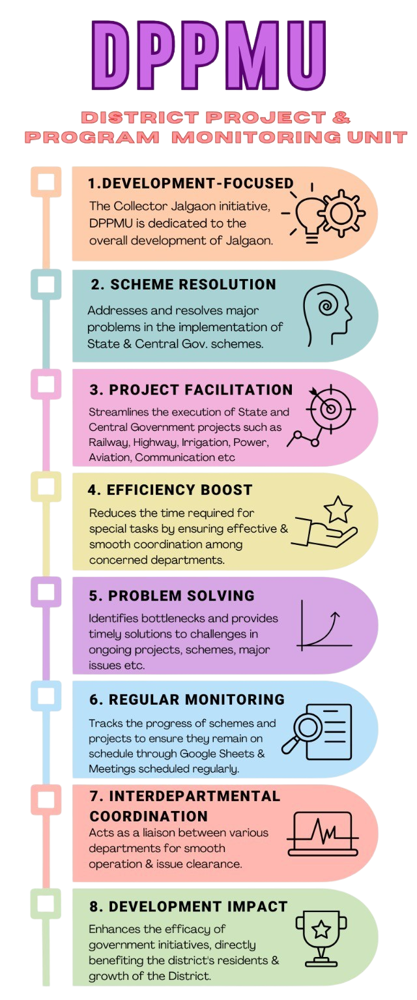 DPPMU
DISTRICT PROJECT &
PROGRAM MONITORING UNIT
1.DEVELOPMENT-FOCUSED
The Collector Jalgaon initiative,
DPPMU is dedicated to the
overall development of Jalgaon.
2. SCHEME RESOLUTION
Addresses and resolves major
problems in the implementation of
State & Central Gov. schemes.
3. PROJECT FACILITATION
Streamlines the execution of State and
Central Government projects such as
Railway, Highway, Irrigation, Power,
Aviation, Communication etc
4. EFFICIENCY BOOST
Reduces the time required for
special tasks by ensuring effective &
smooth coordination among
concerned departments.
5. PROBLEM SOLVING
Identifies bottlenecks and provides
timely solutions to challenges in
ongoing projects, schemes, major
issues etc.
6. REGULAR MONITORING
Tracks the progress of schemes and
projects to ensure they remain on
schedule through Google Sheets &
Meetings scheduled regularly.
7. INTERDEPARTMENTAL
COORDINATION
Acts as a liaison between various
departments for smooth
operation & issue clearance.
8. DEVELOPMENT IMPACT
Enhances the efficacy of
government initiatives, directly
benefiting the district's residents &
growth of the District.